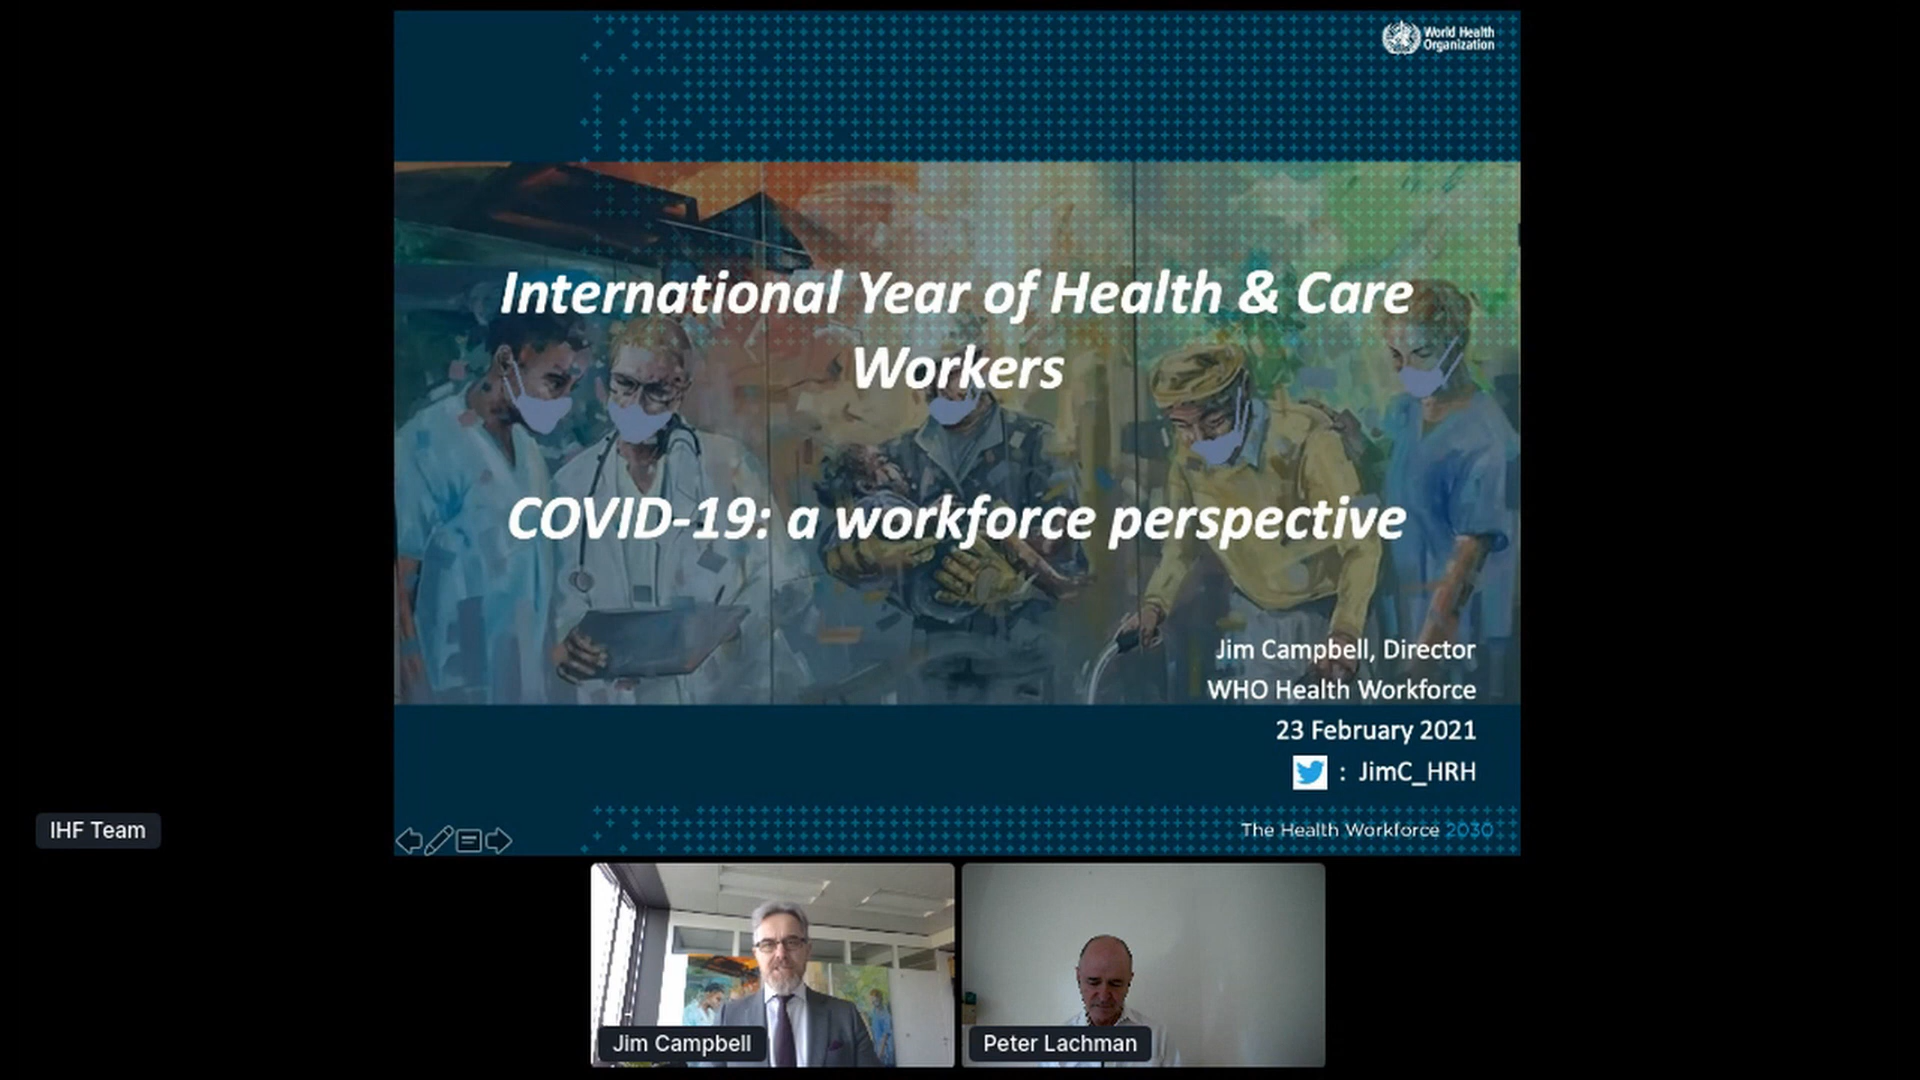 World Health
Organization
International Year of Health & Care
Workers
COVID-19: a workforce perspective
Jim Campbell, Director
WHO Health Workforce
23 February 2021
: JimC_HRH
The Health Workforce 2030
IHF Team
Jim Campbell
Peter Lachman